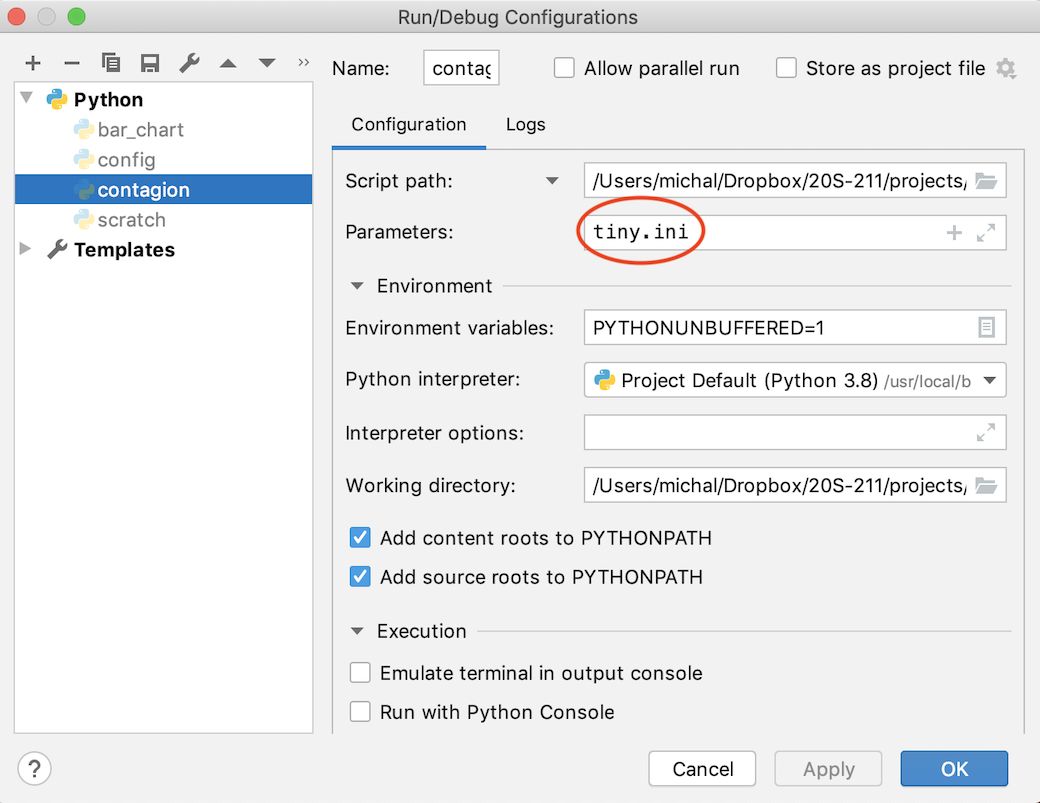 Run/Debug Configurations
Name: contag
Allow parallel run
Store as project file
Python
bar_chart
config
contagion
scratch
Templates
Configuration Logs
Script path: /Users/michal/Dropbox/20S-211/projects/
Parameters: tiny.ini
Environment
Environment variables: PYTHONUNBUFFERED=1
Python interpreter: Project Default (Python 3.8) /usr/local/b
Interpreter options:
Working directory: /Users/michal/Dropbox/20S-211/projects/
Add content roots to PYTHONPATH
Add source roots to PYTHONPATH
Execution
Emulate terminal in output console
Run with Python Console
? Cancel Apply OK